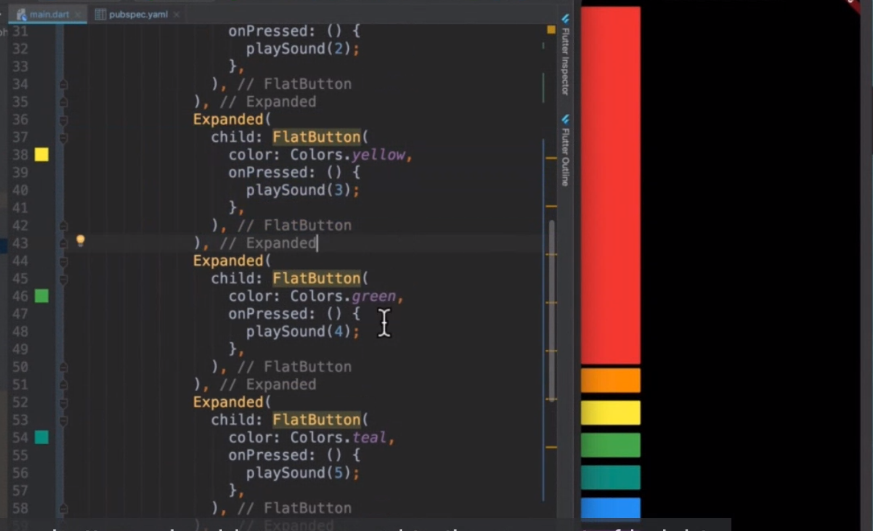 main.dart
pubspec.yaml
31 onPressed: () {
32 playSound(2);
33 },
34 ), // FlatButton
35 ), // Expanded
36 Expanded(
37 child: FlatButton(
38 color: Colors.yellow,
39 onPressed: () {
40 playSound(3);
41 },
42 ), // FlatButton
43 ), // Expanded
44 Expanded(
45 child: FlatButton(
46 color: Colors.green,
47 onPressed: () {
48 playSound(4);
49 },
50 ), // FlatButton
51 ), // Expanded
52 Expanded(
53 child: FlatButton(
54 color: Colors.teal,
55 onPressed: () {
56 playSound(5);
57 },
58 ), // FlatButton
Flutter Inspector
Flutter Outline